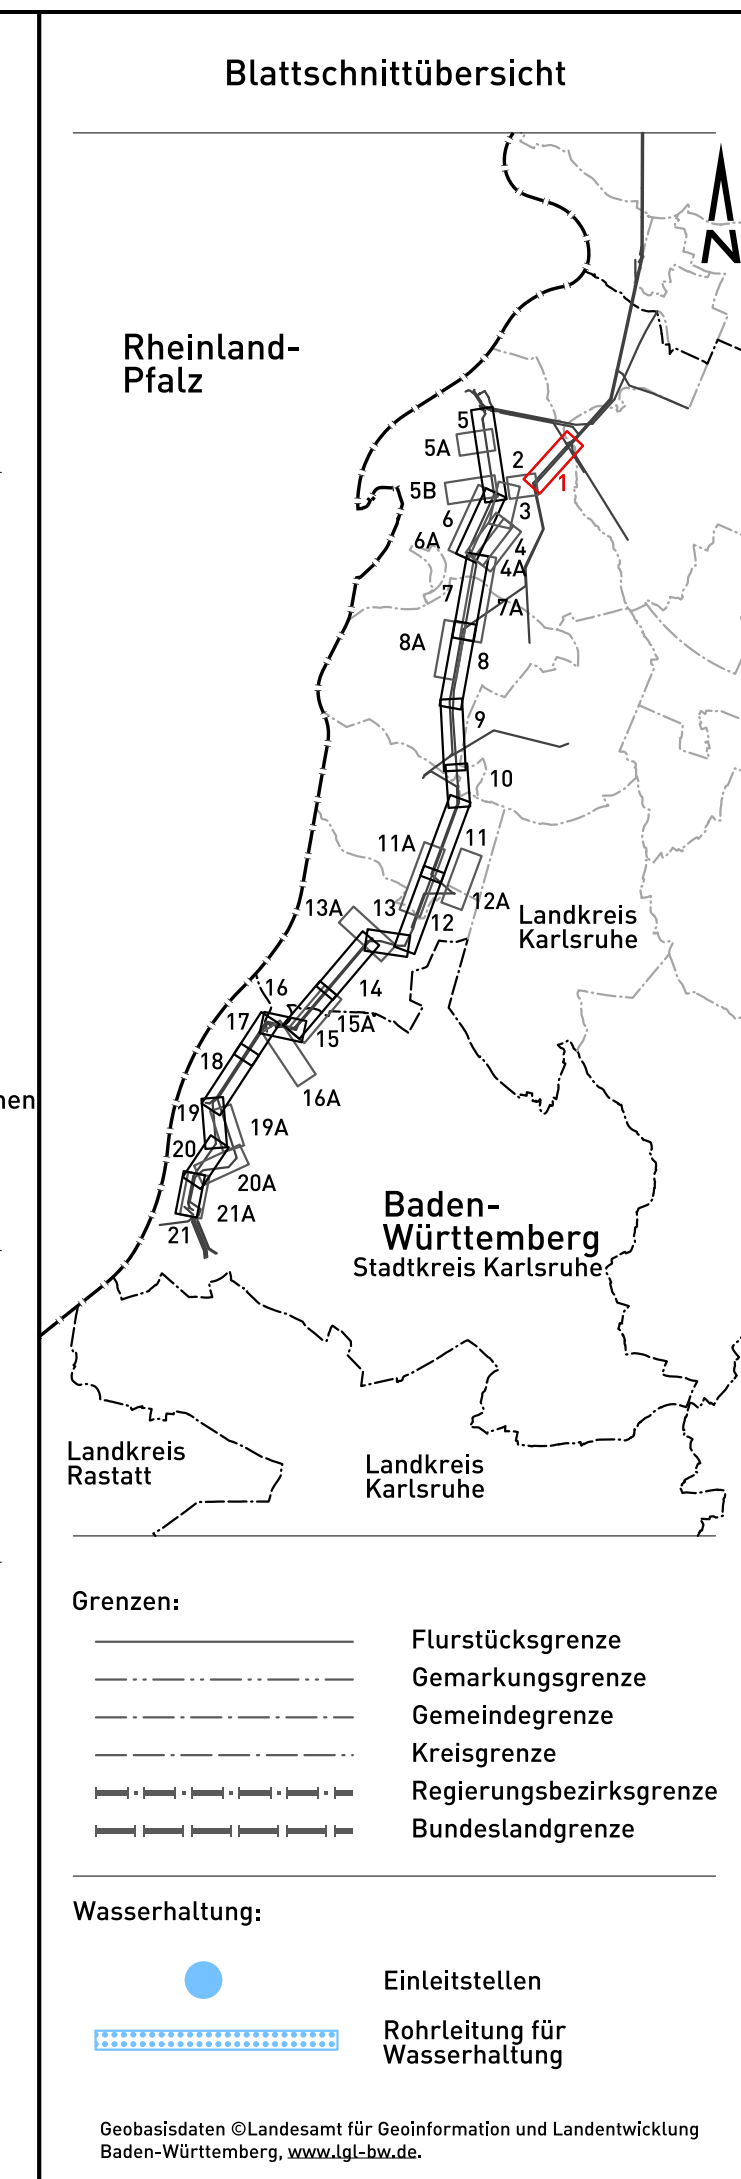 Blattschnittübersicht
N
Rheinland-
Pfalz
5
5A
2
5B
1
3
6
6A
4
4A
7
7A
8A
8
9
10
11A
11
13A
13
12A
12
Landkreis
Karlsruhe
16
14
17
15A
15
18
16A
19
19A
20
20A
21A
21
nen
Baden-
Württemberg
Stadtkreis Karlsruhe
Landkreis
Rastatt
Landkreis
Karlsruhe
Grenzen:
Flurstücksgrenze
Gemarkungsgrenze
Gemeindegrenze
Kreisgrenze
Regierungsbezirksgrenze
Bundeslandgrenze
Wasserhaltung:
Einleitstellen
Rohrleitung für
Wasserhaltung
Geobasisdaten ©Landesamt für Geoinformation und Landentwicklung
Baden-Württemberg, www.lgl-bw.de.